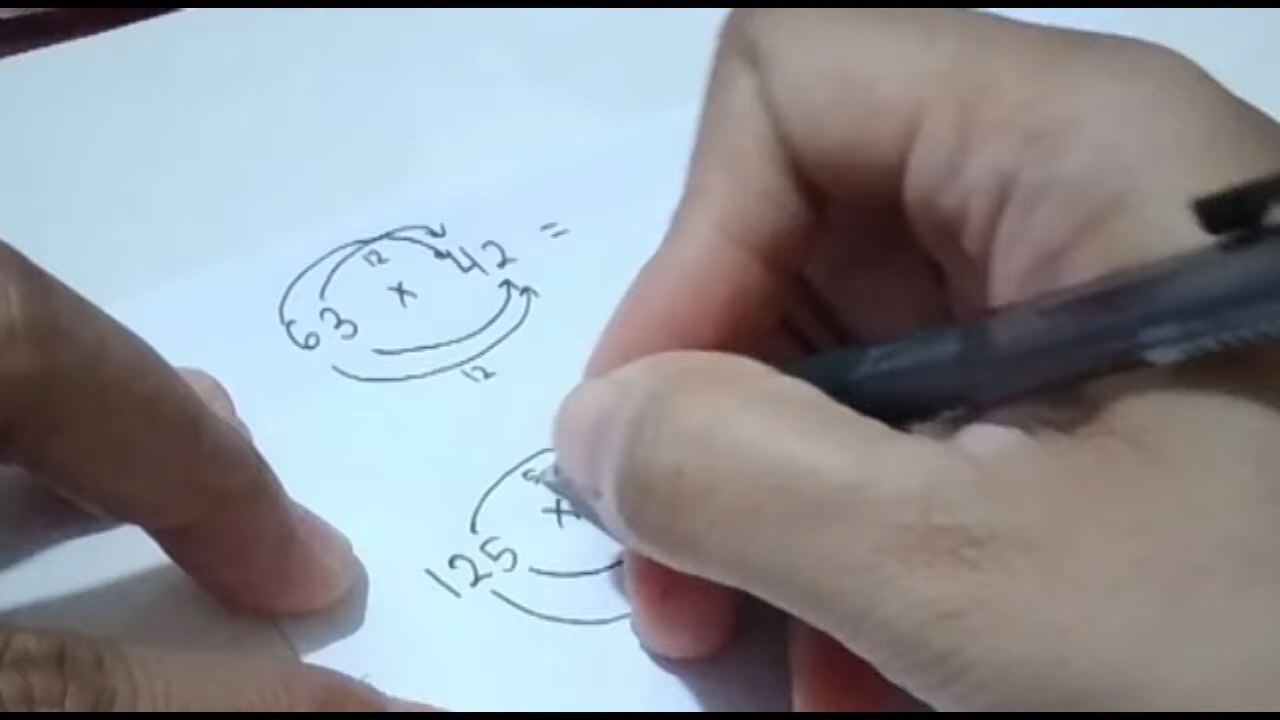 12
63 × 42 =
12
×
125